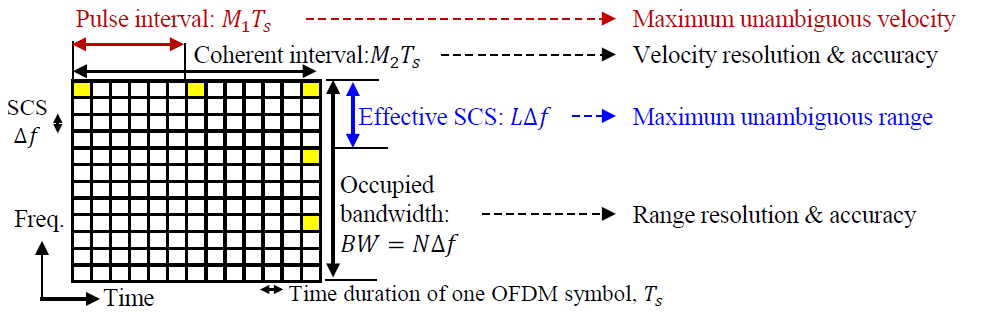 Pulse interval: M₁Tₛ
Maximum unambiguous velocity
Coherent interval:M₂Tₛ
Velocity resolution & accuracy
SCS
Δf
Effective SCS: LΔf
Maximum unambiguous range
Occupied
bandwidth:
BW = NΔf
Range resolution & accuracy
Freq.
Time
Time duration of one OFDM symbol, Tₛ